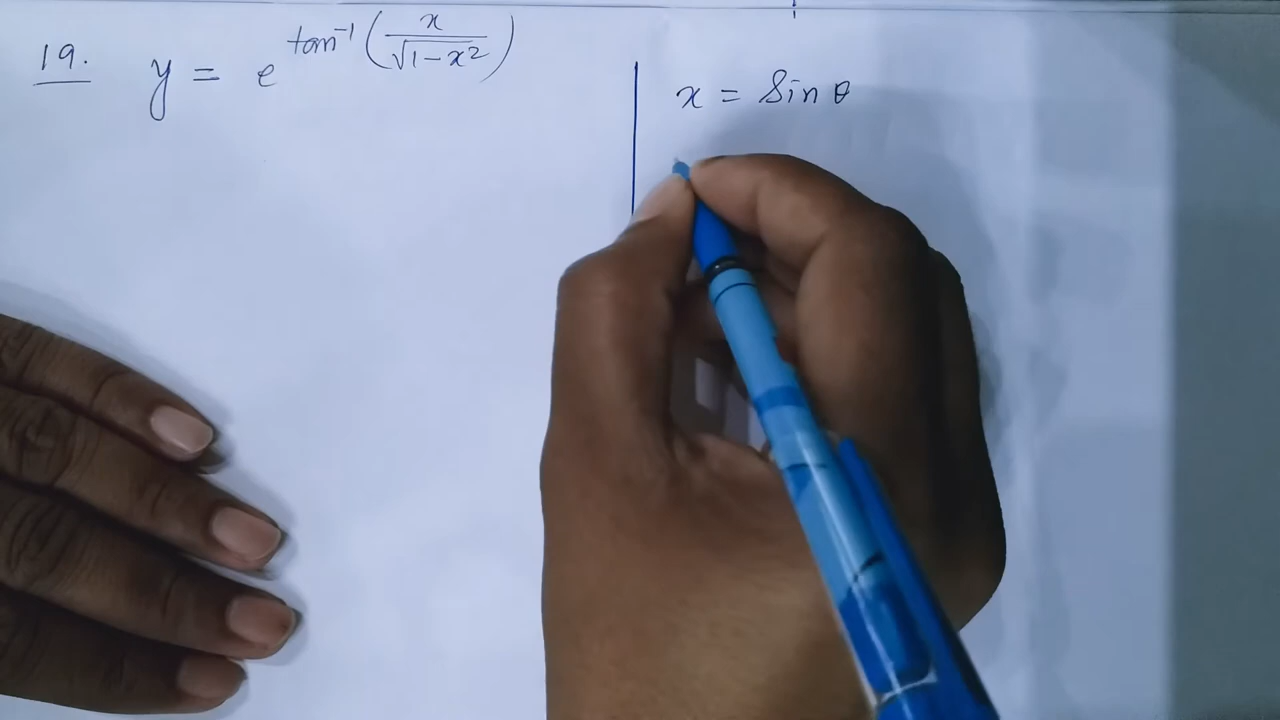 19. y = e^{tan⁻¹(x/√(1-x²))}
x = Sin θ